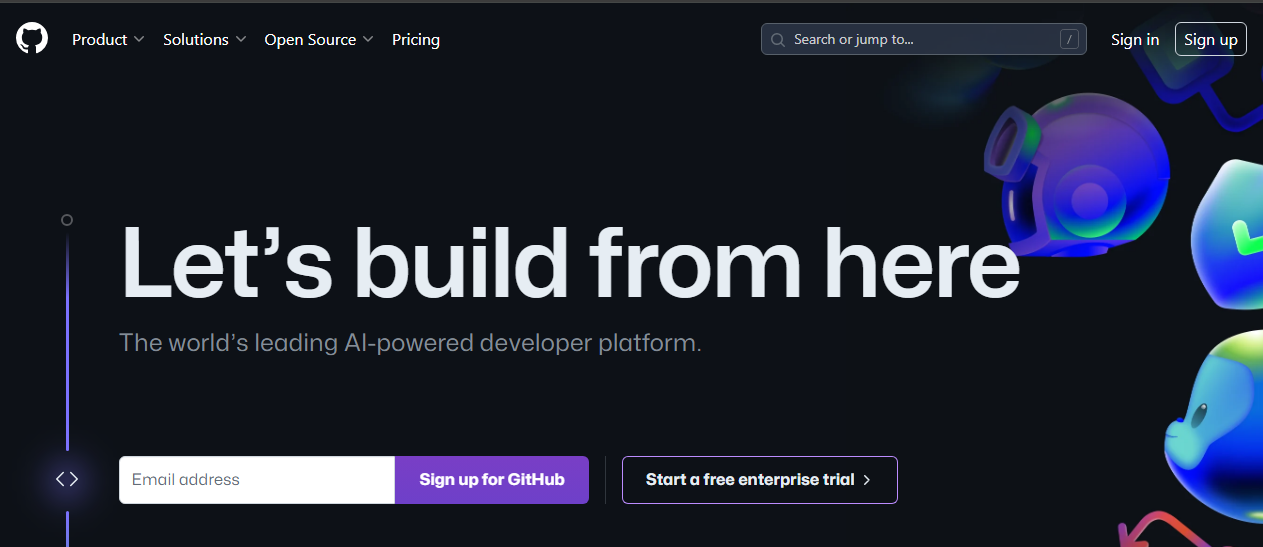 Product Solutions Open Source Pricing Search or jump to... / Sign in Sign up
Let’s build from here
The world’s leading AI-powered developer platform.
Email address Sign up for GitHub Start a free enterprise trial